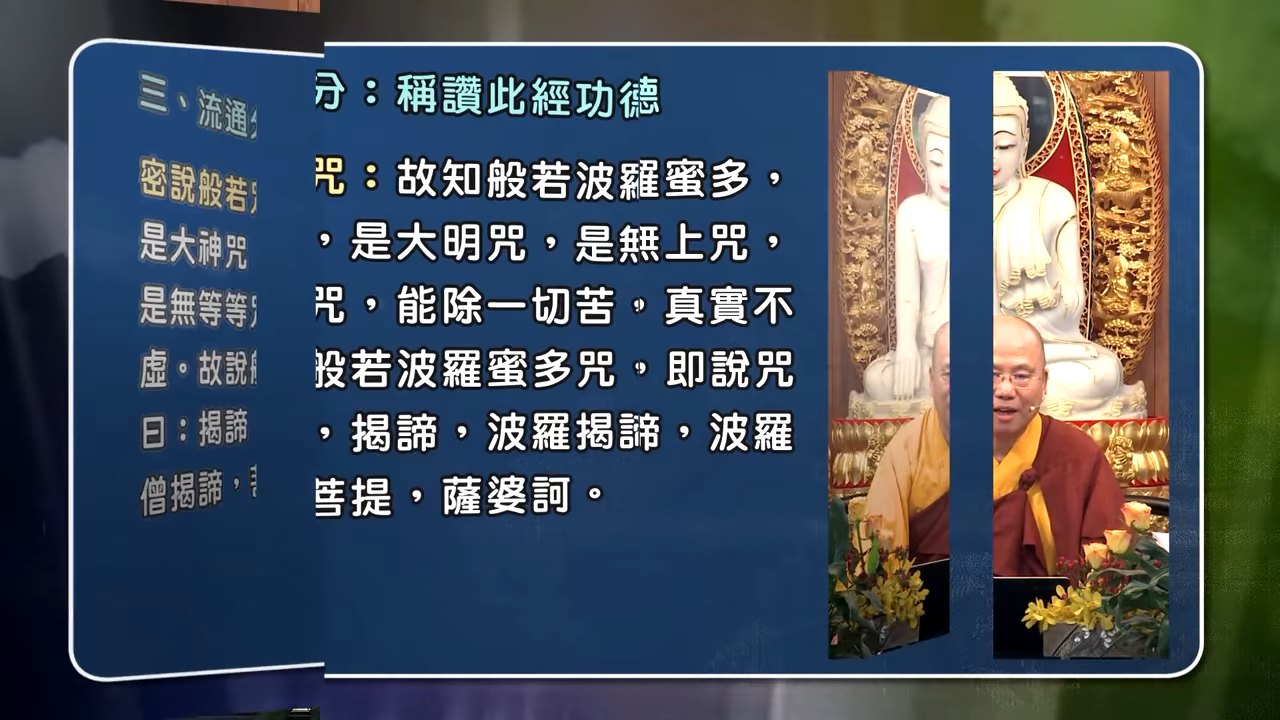 三、流通分：稱讚此經功德
密說般若咒：故知般若波羅蜜多，
是大神咒，是大明咒，是無上咒，
是無等等咒，能除一切苦，真實不
虛。故說般若波羅蜜多咒，即說咒
曰：揭諦，揭諦，波羅揭諦，波羅
僧揭諦，菩提，薩婆訶。